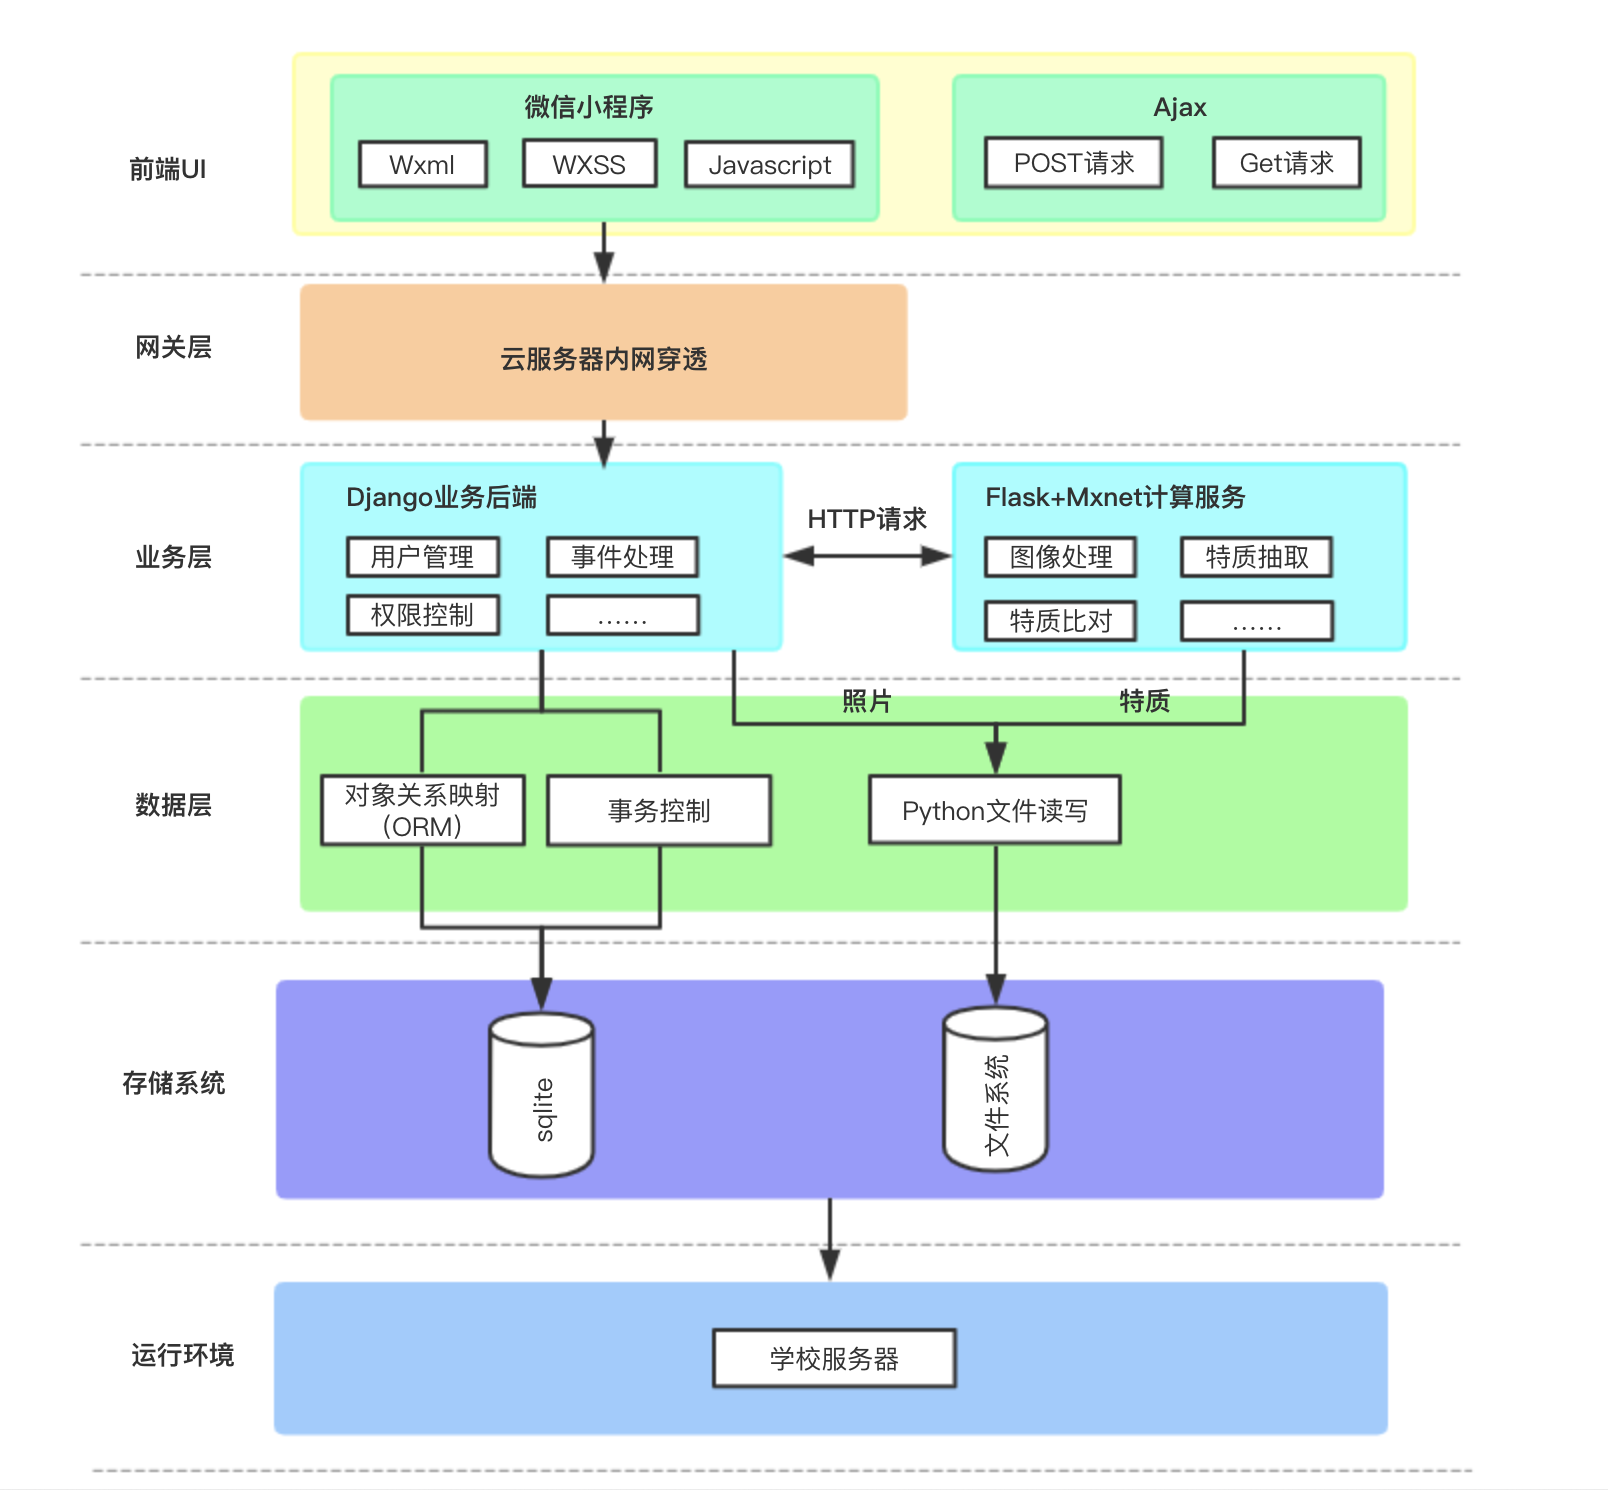 前端UI
微信小程序
Wxml
WXSS
Javascript
Ajax
POST请求
Get请求
网关层
云服务器内网穿透
业务层
Django业务后端
用户管理
事件处理
权限控制
……
HTTP请求
Flask+Mxnet计算服务
图像处理
特质抽取
特质比对
……
数据层
照片
特质
对象关系映射
（ORM）
事务控制
Python文件读写
存储系统
sqlite
文件系统
运行环境
学校服务器